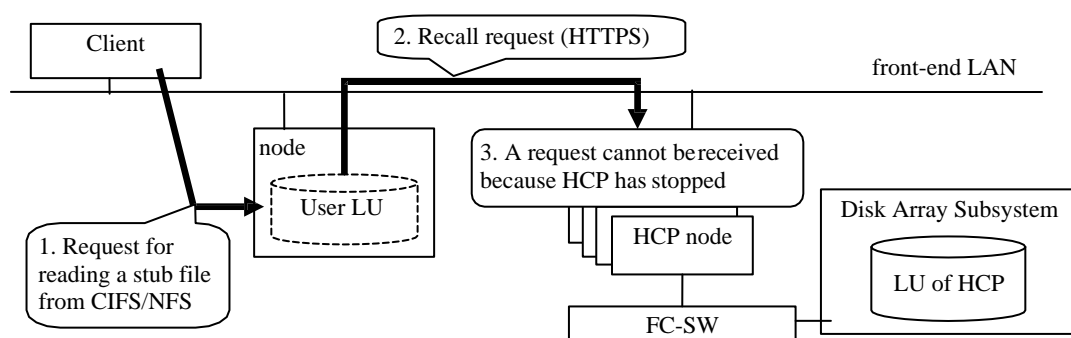 Client
2. Recall request (HTTPS)
front-end LAN
node
User LU
1. Request for
reading a stub file
from CIFS/NFS
3. A request cannot bereceived
because HCP has stopped
HCP node
FC-SW
Disk Array Subsystem
LU of HCP